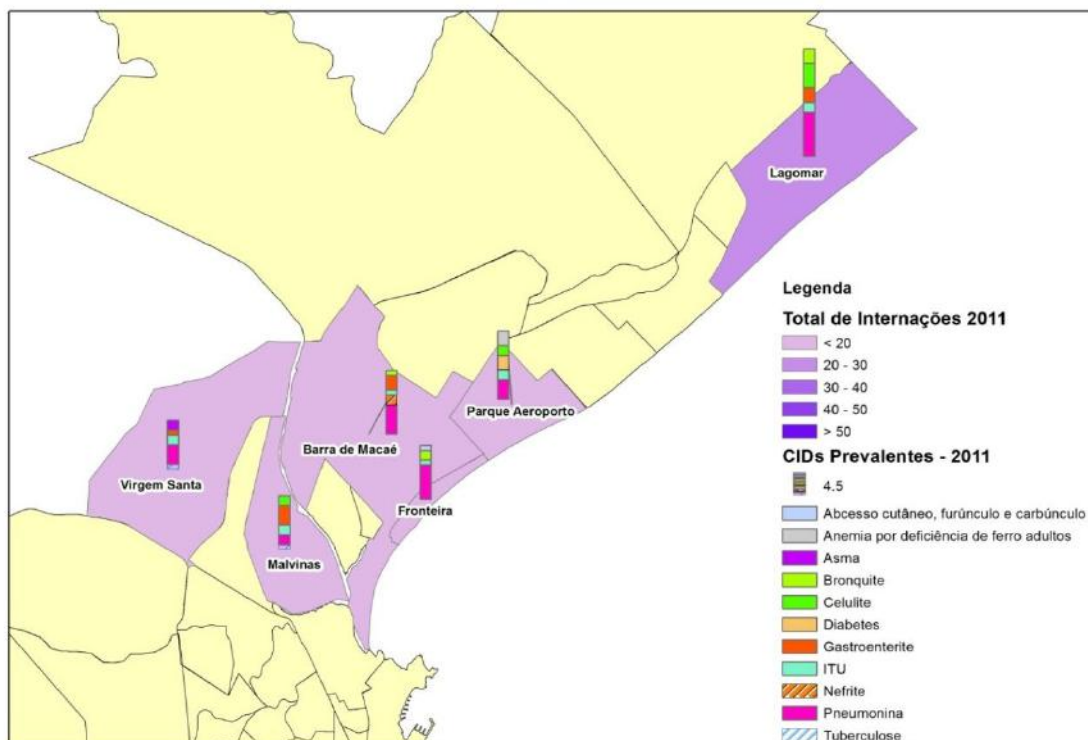 Lagomar
Parque Aeroporto
Barra de Macaé
Virgem Santa
Fronteira
Malvinas
Legenda
Total de Internações 2011
< 20
20 - 30
30 - 40
40 - 50
> 50
CIDs Prevalentes - 2011
4.5
Abcesso cutâneo, furúnculo e carbúnculo
Anemia por deficiência de ferro adultos
Asma
Bronquite
Celulite
Diabetes
Gastroenterite
ITU
Nefrite
Pneumonina
Tuberculose